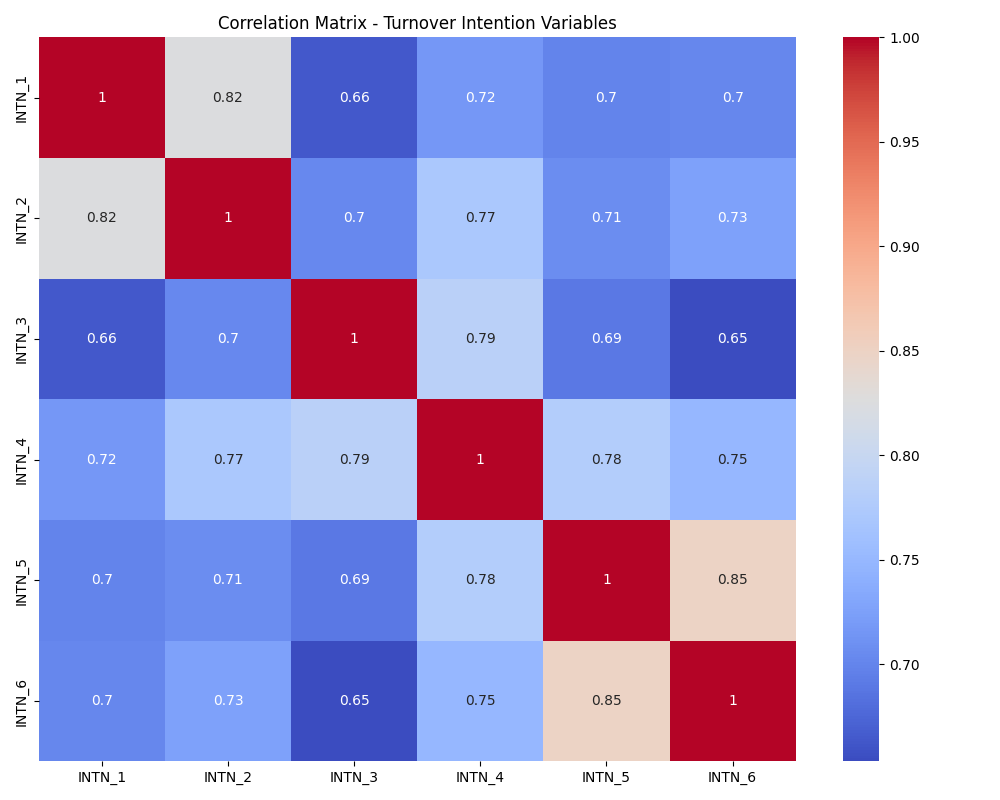 Correlation Matrix - Turnover Intention Variables
INTN_1 1 0.82 0.66 0.72 0.7 0.7
INTN_2 0.82 1 0.7 0.77 0.71 0.73
INTN_3 0.66 0.7 1 0.79 0.69 0.65
INTN_4 0.72 0.77 0.79 1 0.78 0.75
INTN_5 0.7 0.71 0.69 0.78 1 0.85
INTN_6 0.7 0.73 0.65 0.75 0.85 1
INTN_1 INTN_2 INTN_3 INTN_4 INTN_5 INTN_6
1.00
0.95
0.90
0.85
0.80
0.75
0.70